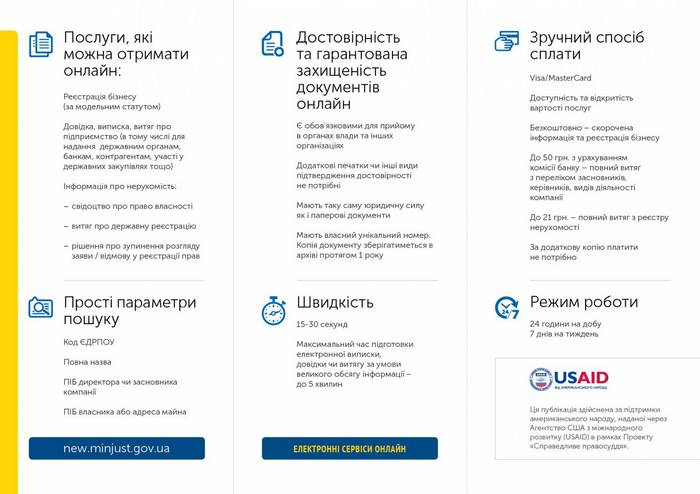 Послуги, які
можна отримати
онлайн:
Реєстрація бізнесу
(за модельним статутом)
Довідка, виписка, витяг про
підприємство (в тому числі для
надання державним органам,
банкам, контрагентам, участі у
державних закупівлях тощо)
Інформація про нерухомість:
– свідоцтво про право власності
– витяг про державну реєстрацію
– рішення про зупинення розгляду
заяви / відмову у реєстрації прав
Прості параметри
пошуку
Код ЄДРПОУ
Повна назва
ПІБ директора чи засновника
компанії
ПІБ власника або адреса майна
new.minjust.gov.ua
Достовірність
та гарантована
захищеність
документів
онлайн
Є обов'язковими для прийому
в органах влади та інших
організаціях
Додаткові печатки чи інші види
підтвердження достовірності
не потрібні
Мають таку саму юридичну силу
як і паперові документи
Мають власний унікальний номер.
Копія документу зберігатиметься в
архіві протягом 1 року
Швидкість
15-30 секунд
Максимальний час підготовки
електронної виписки,
довідки чи витягу за умови
великого обсягу інформації –
до 5 хвилин
ЕЛЕКТРОННІ СЕРВІСИ ОНЛАЙН
Зручний спосіб
сплати
Visa/MasterCard
Доступність та відкритість
вартості послуг
Безкоштовно – скорочена
інформація та реєстрація бізнесу
До 50 грн. з урахуванням
комісії банку – повний витяг
з переліком засновників,
керівників, видів діяльності
компанії
До 21 грн. – повний витяг з реєстру
нерухомості
За додаткову копію платити
не потрібно
24/7
Режим роботи
24 години на добу
7 днів на тиждень
USAID
ВІД АМЕРИКАНСЬКОГО НАРОДУ
Ця публікація здійснена за підтримки
американського народу, наданої через
Агентство США з міжнародного
розвитку (USAID) в рамках Проекту
«Справедливе правосуддя».